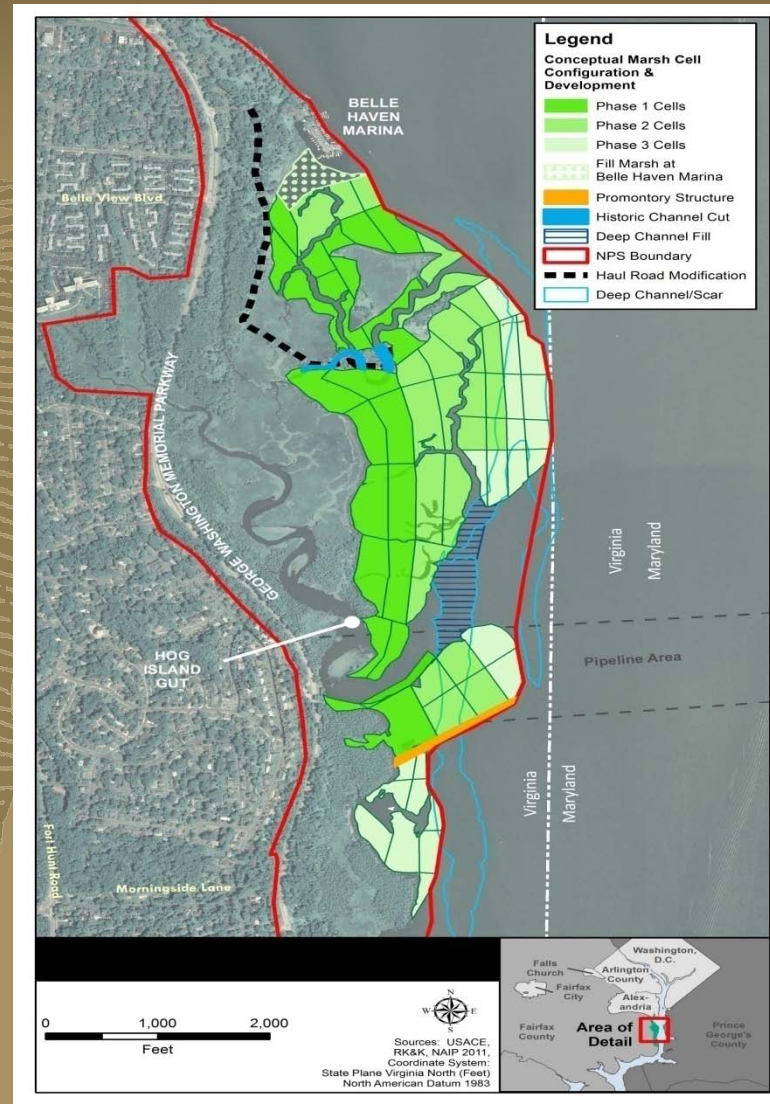 Legend
Conceptual Marsh Cell
Configuration &
Development
Phase 1 Cells
Phase 2 Cells
Phase 3 Cells
Fill Marsh at
Belle Haven Marina
Promontory Structure
Historic Channel Cut
Deep Channel Fill
NPS Boundary
Haul Road Modification
Deep Channel/Scar
BELLE
HAVEN
MARINA
Belle View Blvd
GEORGE WASHINGTON MEMORIAL PARKWAY
Virginia
Maryland
HOG
ISLAND
GUT
Pipeline Area
Virginia
Maryland
Fort Hunt Road
Morningside Lane
0 1,000 2,000
Feet
N
W E
S
Sources: USACE,
RK&K, NAIP 2011,
Coordinate System:
State Plane Virginia North (Feet)
North American Datum 1983
Washington,
D.C.
Falls
Church
Arlington
County
Fairfax
City
Alex-
andria
Fairfax
County
Area of
Detail
Prince
George's
County